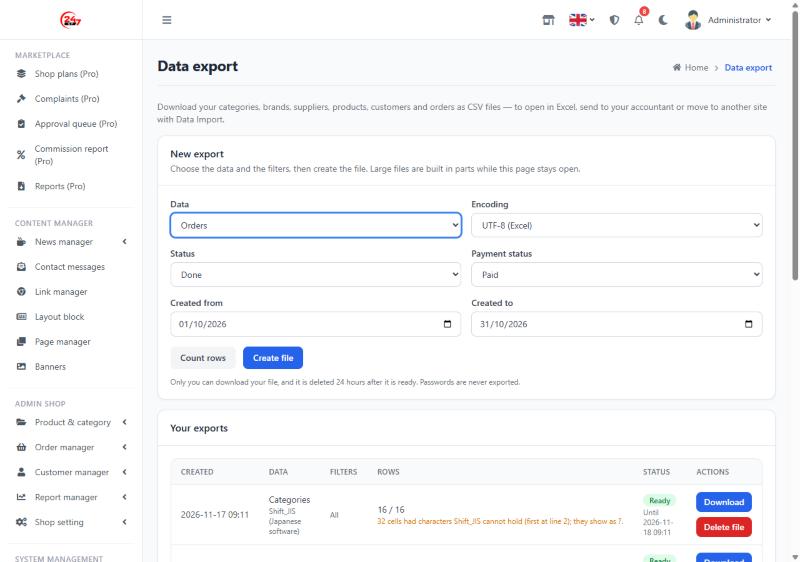 24/7
8
Administrator
MARKETPLACE
Shop plans (Pro)
Complaints (Pro)
Approval queue (Pro)
Commission report
(Pro)
Reports (Pro)
CONTENT MANAGER
News manager
Contact messages
Link manager
Layout block
Page manager
Banners
ADMIN SHOP
Product & category
Order manager
Customer manager
Report manager
Shop setting
SYSTEM MANAGEMENT
Data export
Home > Data export
Download your categories, brands, suppliers, products, customers and orders as CSV files — to open in Excel, send to your accountant or move to another site
with Data Import.
New export
Choose the data and the filters, then create the file. Large files are built in parts while this page stays open.
Data
Encoding
Orders
UTF-8 (Excel)
Status
Payment status
Done
Paid
Created from
Created to
01/10/2026
31/10/2026
Count rows
Create file
Only you can download your file, and it is deleted 24 hours after it is ready. Passwords are never exported.
Your exports
CREATED DATA FILTERS ROWS STATUS ACTIONS
2026-11-17 09:11
Categories
Shift_JIS
(Japanese
software)
All
16 / 16
32 cells had characters Shift_JIS cannot hold (first at line 2); they show as ?.
Ready
Until
2026-11-
18 09:11
Download
Delete file
Ready
Download